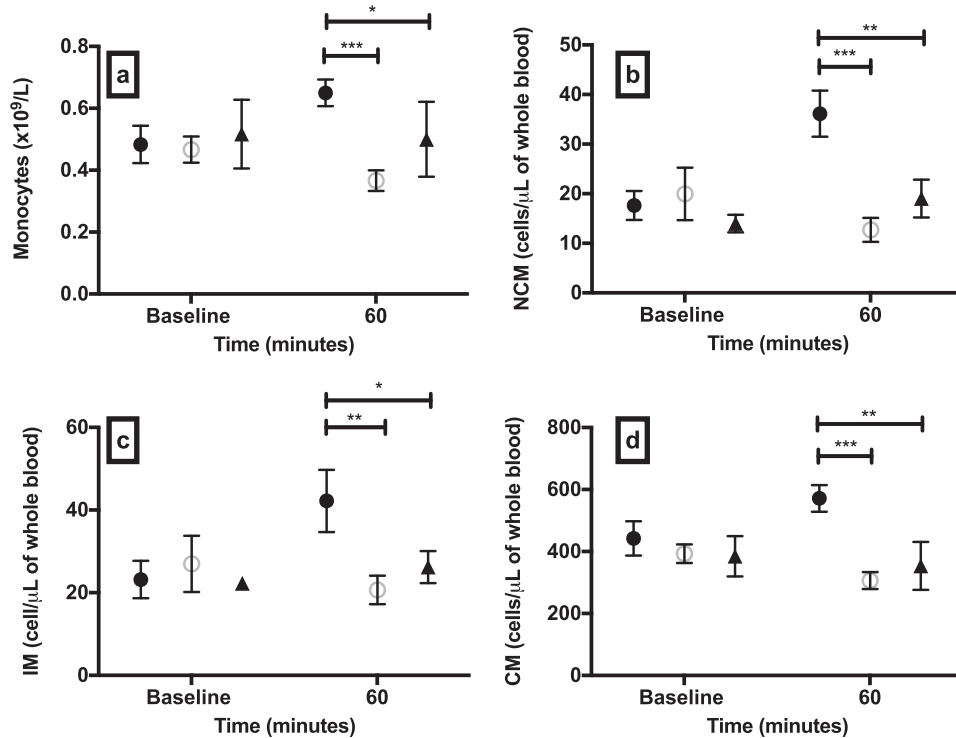 *
***
0.8
0.6
0.4
0.2
0.0
a
Monocytes (x10⁹/L)
Baseline
60
Time (minutes)
**
***
50
40
30
20
10
0
b
NCM (cells/μL of whole blood)
Baseline
60
Time (minutes)
*
**
60
40
20
0
c
IM (cell/μL of whole blood)
Baseline
60
Time (minutes)
**
***
800
600
400
200
0
d
CM (cells/μL of whole blood)
Baseline
60
Time (minutes)